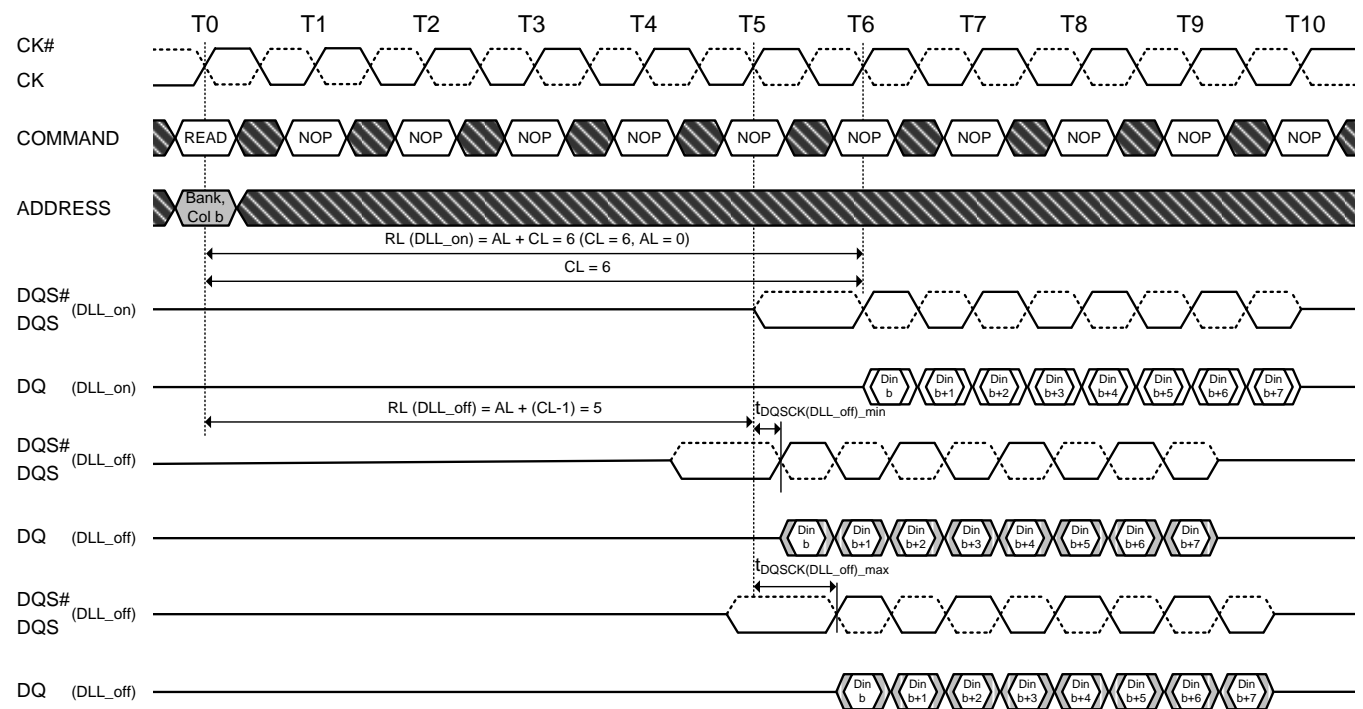 T0 T1 T2 T3 T4 T5 T6 T7 T8 T9 T10
CK#
CK
COMMAND READ NOP NOP NOP NOP NOP NOP NOP NOP NOP NOP
ADDRESS Bank, Col b
RL (DLL_on) = AL + CL = 6 (CL = 6, AL = 0)
CL = 6
DQS# (DLL_on)
DQS
DQ (DLL_on) Din b Din b+1 Din b+2 Din b+3 Din b+4 Din b+5 Din b+6 Din b+7
RL (DLL_off) = AL + (CL-1) = 5 tDQSCK(DLL_off)_min
DQS# (DLL_off)
DQS
DQ (DLL_off) Din b Din b+1 Din b+2 Din b+3 Din b+4 Din b+5 Din b+6 Din b+7
tDQSCK(DLL_off)_max
DQS# (DLL_off)
DQS
DQ (DLL_off) Din b Din b+1 Din b+2 Din b+3 Din b+4 Din b+5 Din b+6 Din b+7